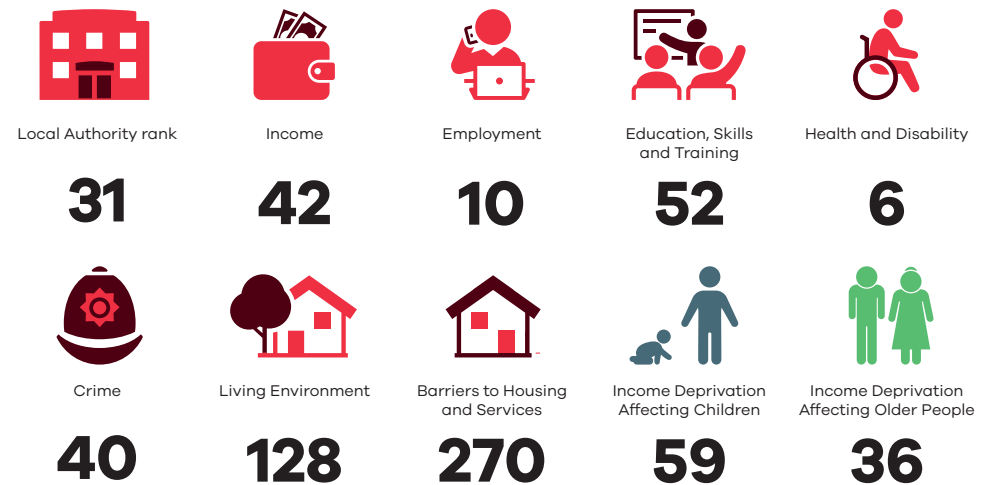 Local Authority rank
Income
Employment
Education, Skills
and Training
Health and Disability
31
42
10
52
6
Crime
Living Environment
Barriers to Housing
and Services
Income Deprivation
Affecting Children
Income Deprivation
Affecting Older People
40
128
270
59
36